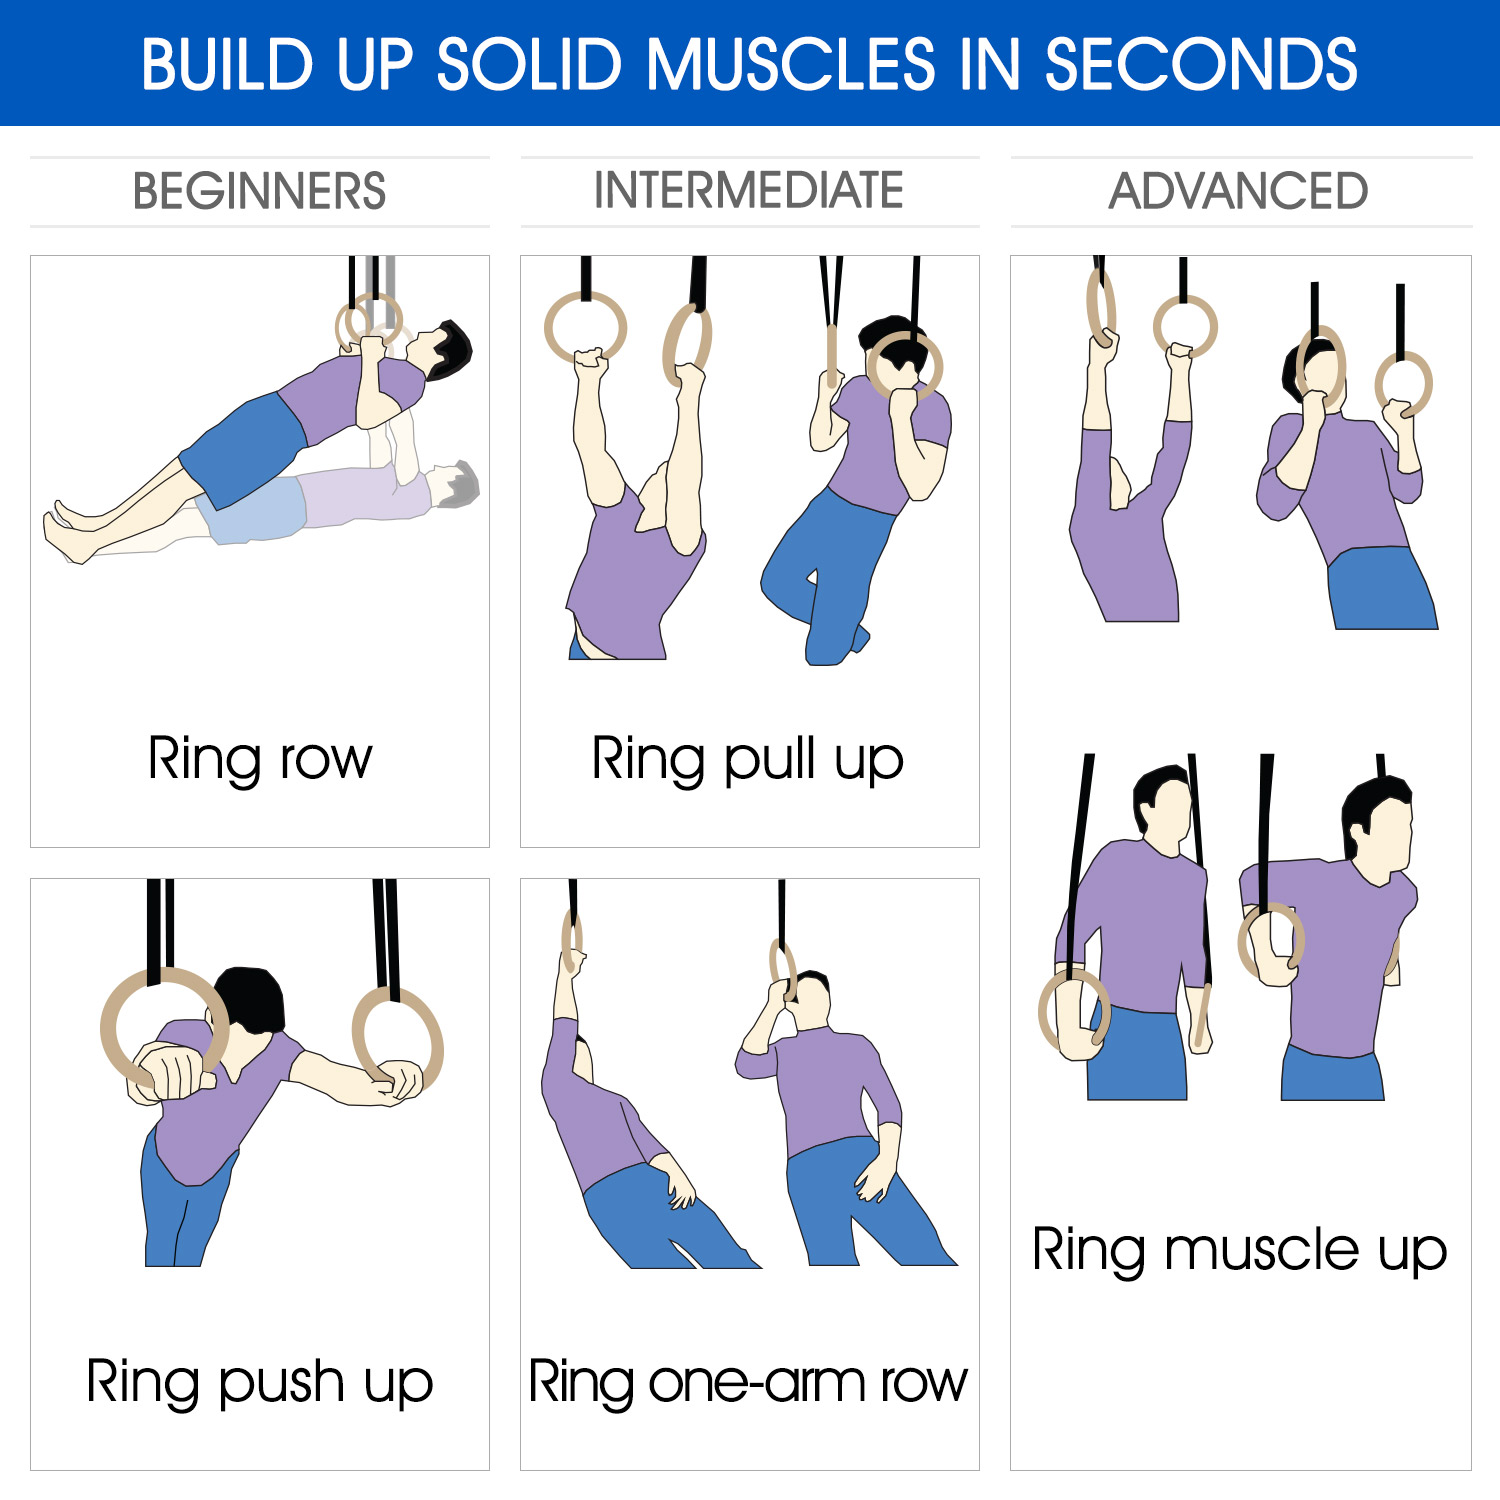 BUILD UP SOLID MUSCLES IN SECONDS
BEGINNERS
INTERMEDIATE
ADVANCED
Ring row
Ring pull up
Ring muscle up
Ring push up
Ring one-arm row